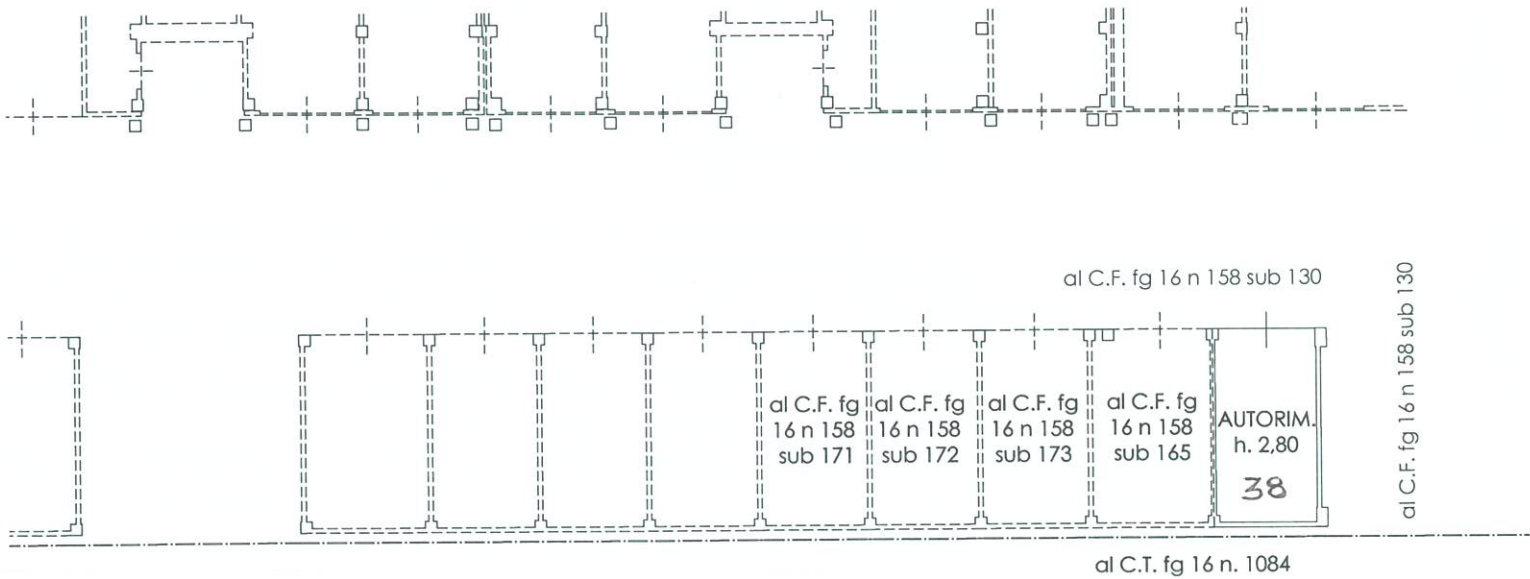 al C.F. fg 16 n 158 sub 130
al C.F. fg 16 n 158 sub 130
al C.F. fg
16 n 158
sub 171
al C.F. fg
16 n 158
sub 172
al C.F. fg
16 n 158
sub 173
al C.F. fg
16 n 158
sub 165
AUTORIM.
h. 2,80
38
al C.T. fg 16 n. 1084